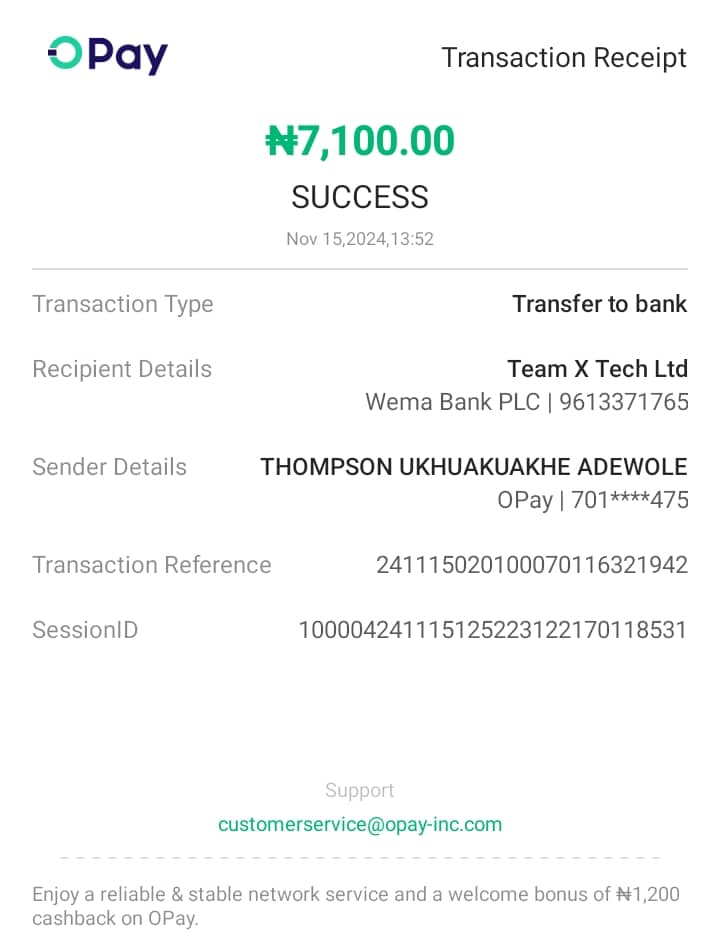 OPay
Transaction Receipt
₦7,100.00
SUCCESS
Nov 15,2024,13:52
Transaction Type
Transfer to bank
Recipient Details
Team X Tech Ltd
Wema Bank PLC | 9613371765
Sender Details
THOMPSON UKHUAKUAKHE ADEWOLE
OPay | 701****475
Transaction Reference
241115020100070116321942
SessionID
100004241115125223122170118531
Support
customerservice@opay-inc.com
Enjoy a reliable & stable network service and a welcome bonus of ₦1,200
cashback on OPay.